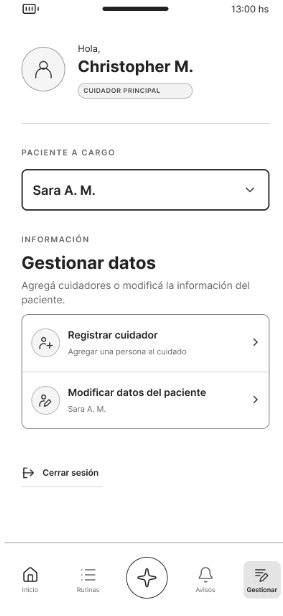 13:00 hs
Hola,
Christopher M.
CUIDADOR PRINCIPAL
PACIENTE A CARGO
Sara A. M.
INFORMACIÓN
Gestionar datos
Agregá cuidadores o modificá la información del
paciente.
Registrar cuidador
Agregar una persona al cuidado
Modificar datos del paciente
Sara A. M.
Cerrar sesión
Inicio
Rutinas
Avisos
Gestionar